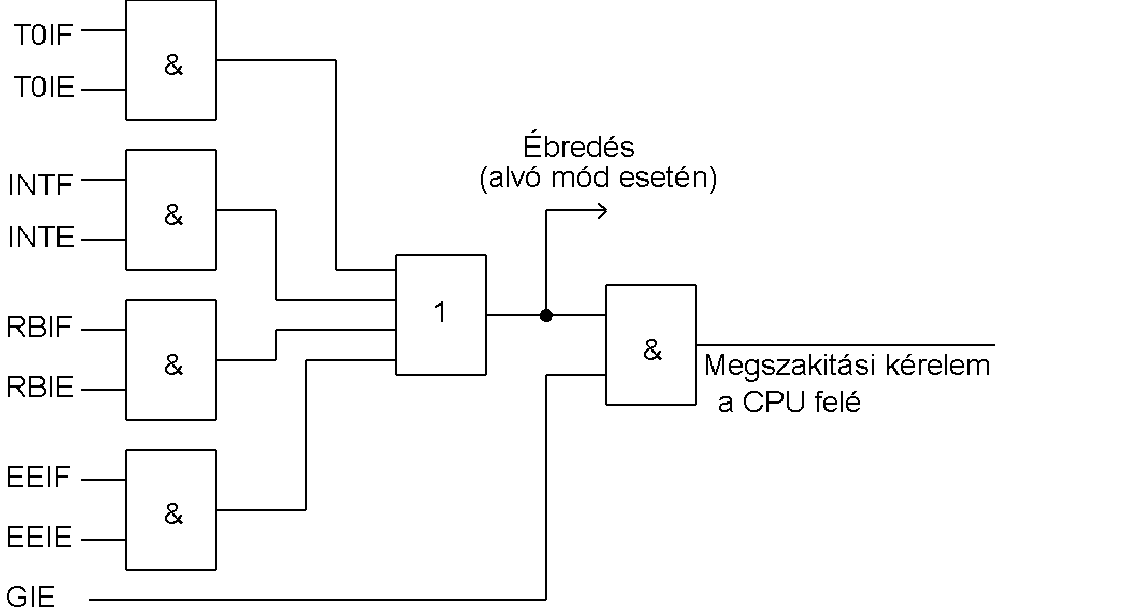 T0IF
&
T0IE
Ébredés
(alvó mód esetén)
INTF
&
INTE
1
RBIF
&
RBIE
&
Megszakitási kérelem
a CPU felé
EEIF
&
EEIE
GIE